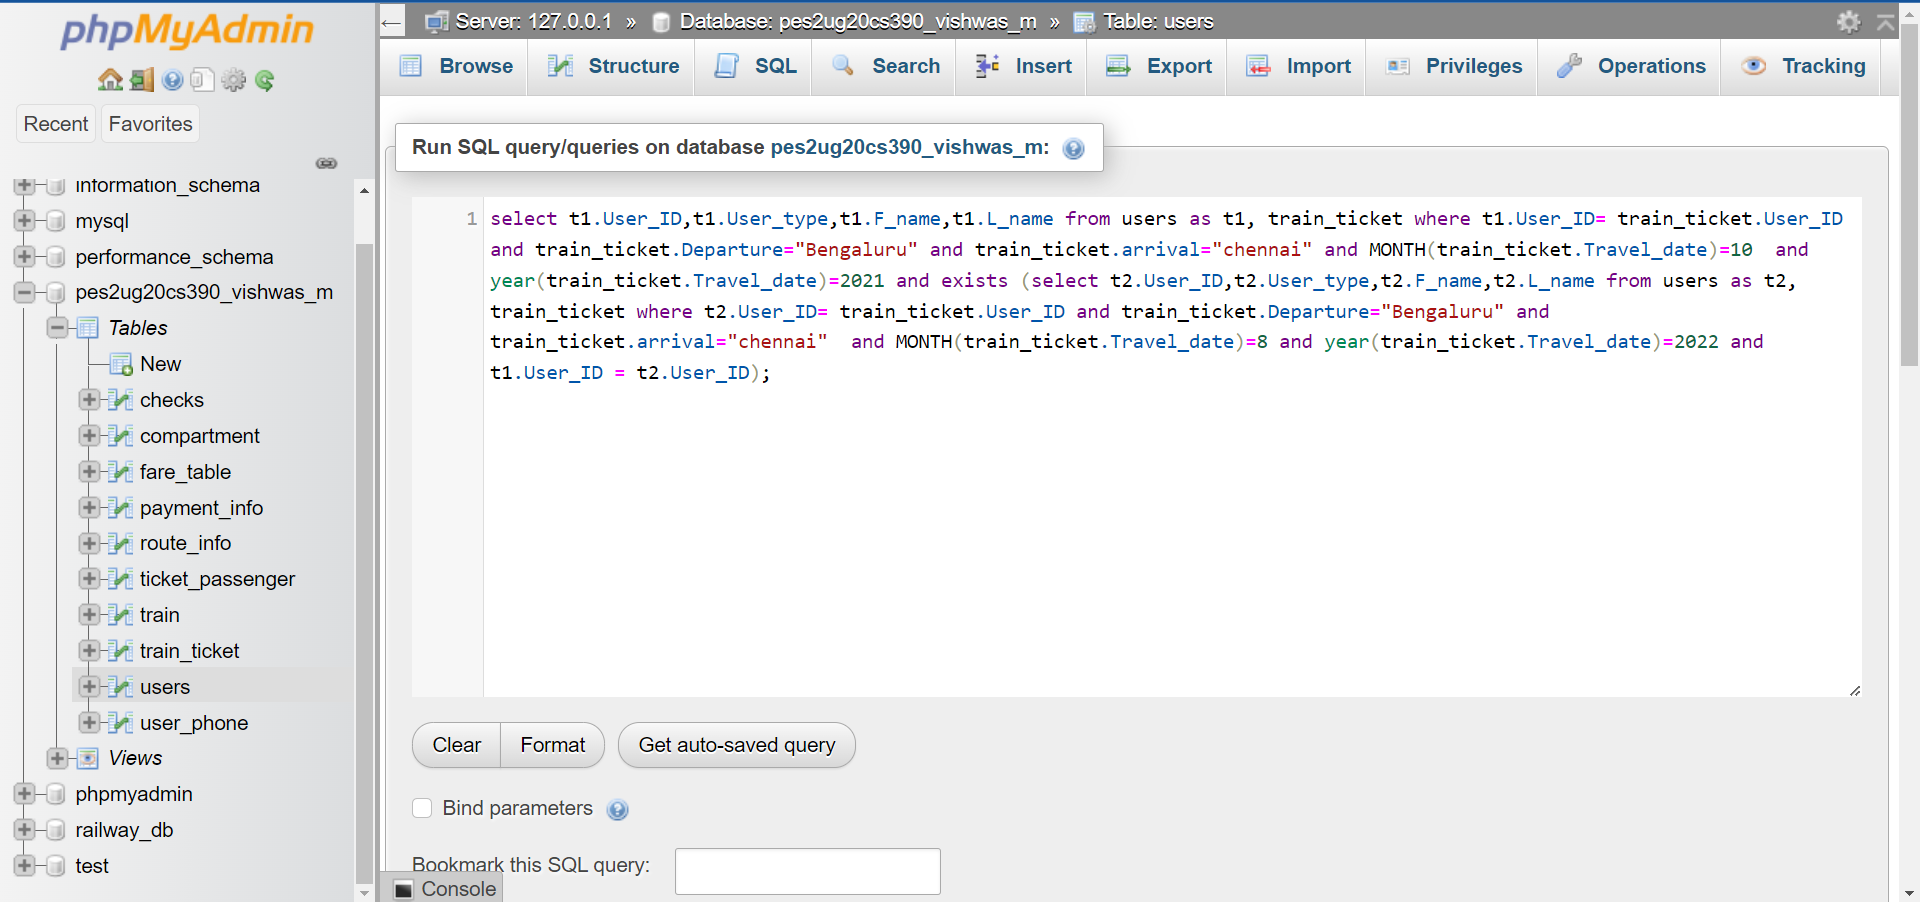 phpMyAdmin
Recent
Favorites
information_schema
mysql
performance_schema
pes2ug20cs390_vishwas_m
Tables
New
checks
compartment
fare_table
payment_info
route_info
ticket_passenger
train
train_ticket
users
user_phone
Views
phpmyadmin
railway_db
test
Server: 127.0.0.1 » Database: pes2ug20cs390_vishwas_m » Table: users
Browse Structure SQL Search Insert Export Import Privileges Operations Tracking
Run SQL query/queries on database pes2ug20cs390_vishwas_m:
1 select t1.User_ID,t1.User_type,t1.F_name,t1.L_name from users as t1, train_ticket where t1.User_ID= train_ticket.User_ID
and train_ticket.Departure="Bengaluru" and train_ticket.arrival="chennai" and MONTH(train_ticket.Travel_date)=10  and
year(train_ticket.Travel_date)=2021 and exists (select t2.User_ID,t2.User_type,t2.F_name,t2.L_name from users as t2,
train_ticket where t2.User_ID= train_ticket.User_ID and train_ticket.Departure="Bengaluru" and
train_ticket.arrival="chennai"  and MONTH(train_ticket.Travel_date)=8 and year(train_ticket.Travel_date)=2022 and
t1.User_ID = t2.User_ID);
Clear Format Get auto-saved query
Bind parameters
Bookmark this SQL query:
Console